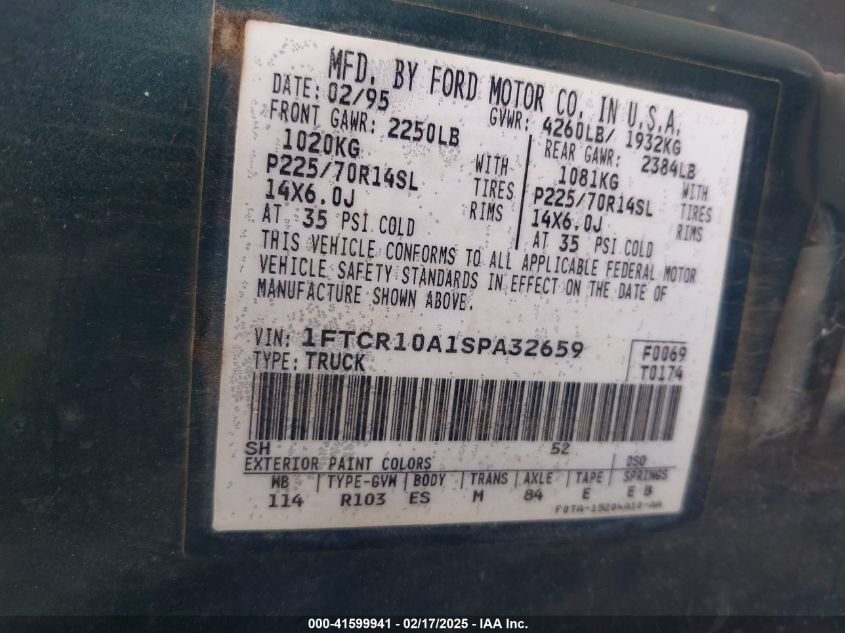 MFD. BY FORD MOTOR CO. IN U.S.A.
DATE: 02/95 GVWR: 4260LB/ 1932KG
FRONT GAWR: 2250LB REAR GAWR: 2384LB
1020KG WITH 1081KG WITH
P225/70R14SL TIRES P225/70R14SL TIRES
14X6.0J RIMS 14X6.0J RIMS
AT 35 PSI COLD AT 35 PSI COLD
THIS VEHICLE CONFORMS TO ALL APPLICABLE FEDERAL MOTOR
VEHICLE SAFETY STANDARDS IN EFFECT ON THE DATE OF
MANUFACTURE SHOWN ABOVE.
VIN: 1FTCR10A1SPA32659 F0069
TYPE: TRUCK T0174
SH 52
EXTERIOR PAINT COLORS DSO
WB TYPE-GVW BODY TRANS AXLE TAPE SPRINGS
114 R103 ES M 84 E E B
F0TA-15204A10-AA
000-41599941 - 02/17/2025 - IAA Inc.